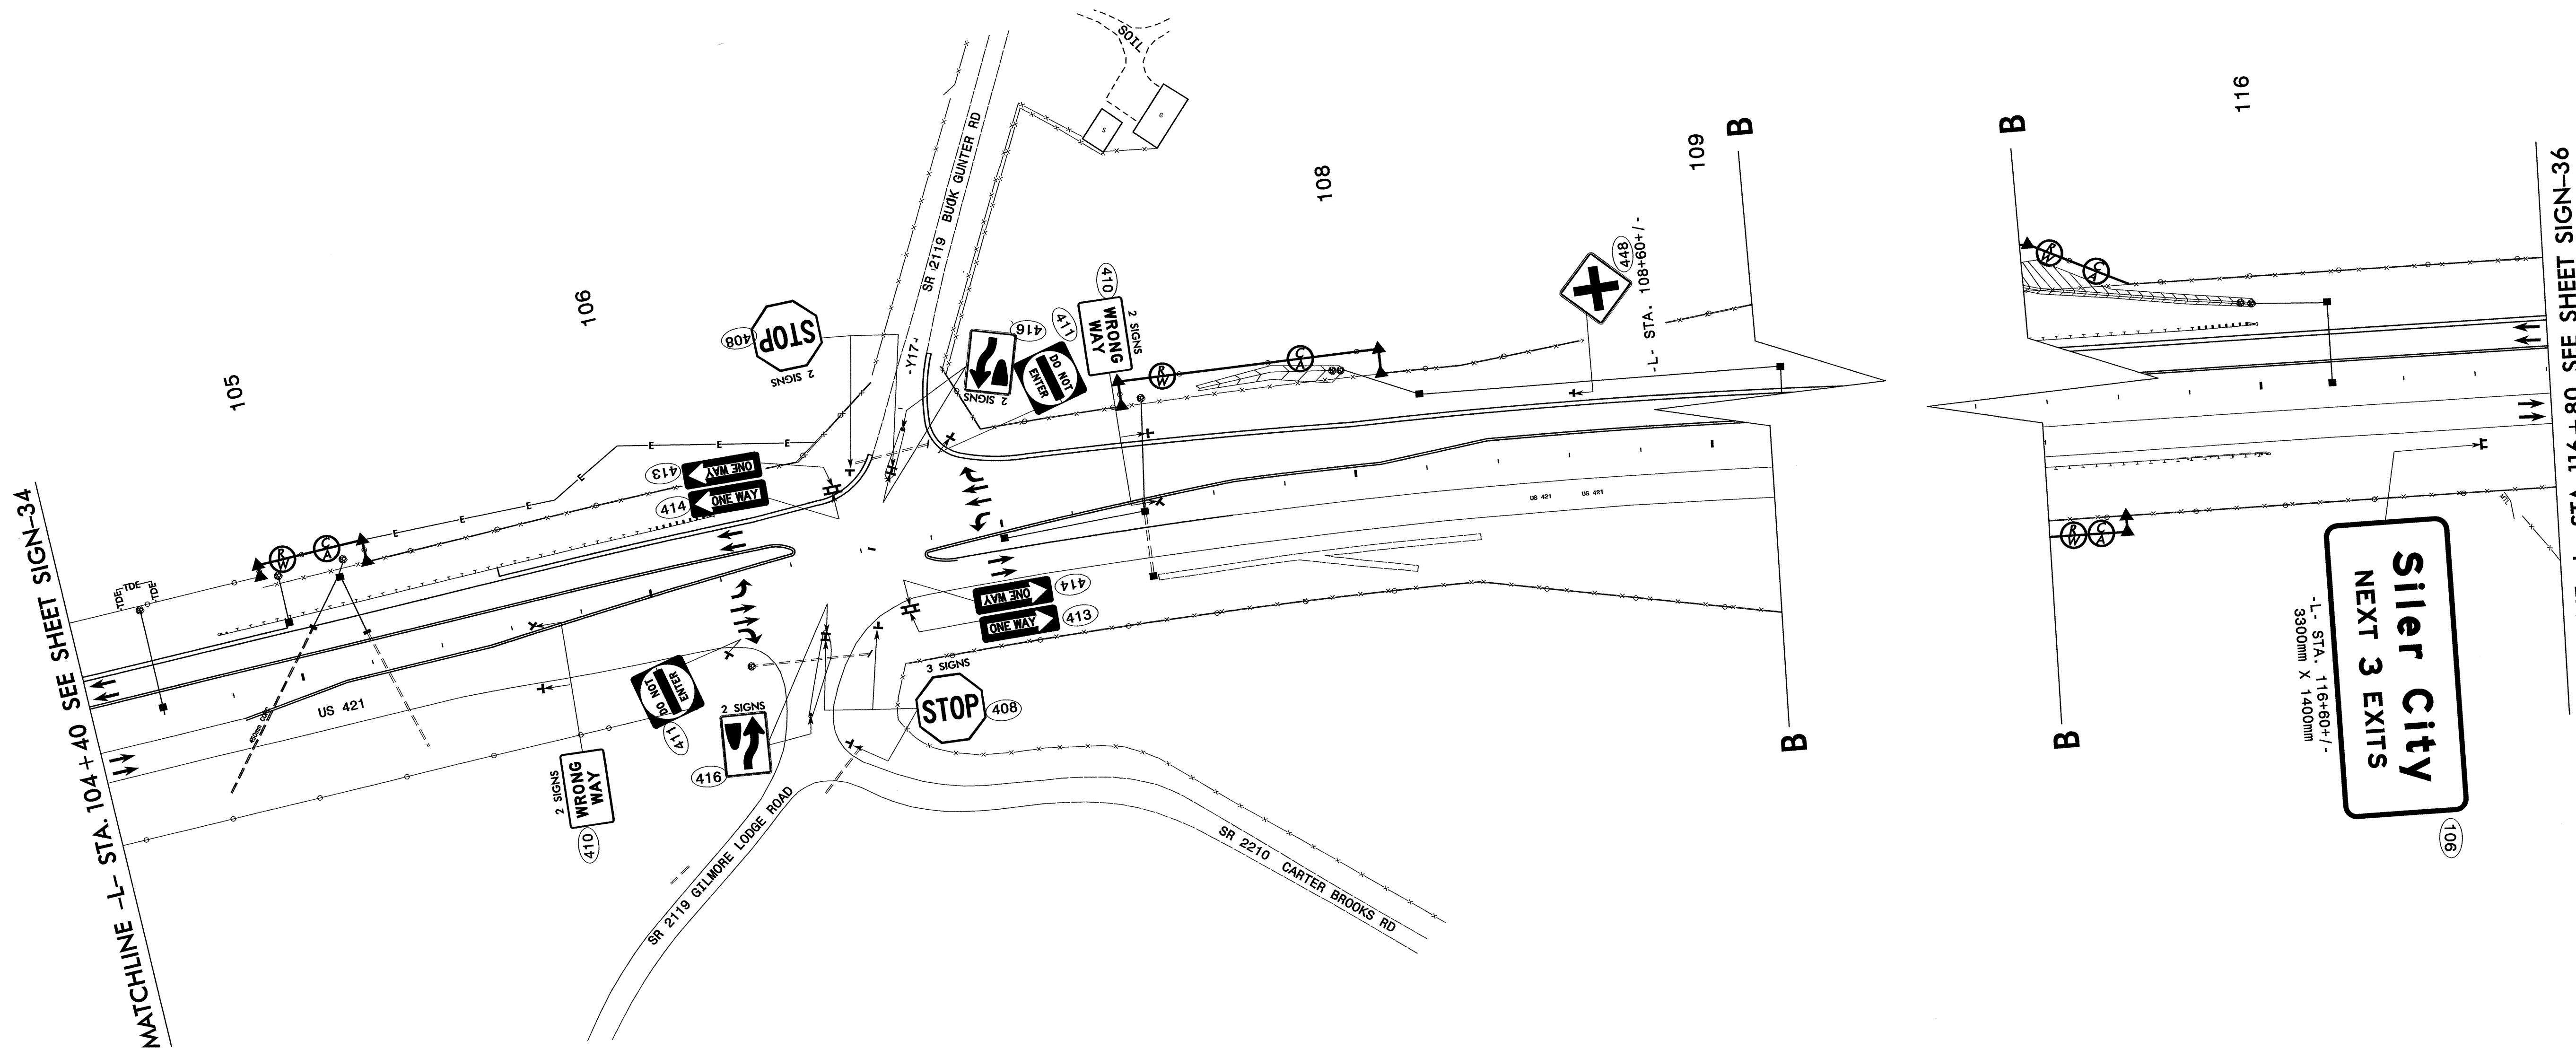 MATCHLINE –L– STA. 104+40 SEE SHEET SIGN–34
105
106
108
109
116
B
B
B
B
SOIL
S
G
SR 2119 BUCK GUNTER RD
-Y17-
STOP
408
2 SIGNS
2 SIGNS
416
DO NOT
ENTER
411
WRONG
WAY
410
2 SIGNS
R/W
C/A
448
-L- STA. 108+60+/-
E
E
E
E
E
E
E
ONE WAY
413
ONE WAY
414
R/W
C/A
TDE
TDE
TDE
US 421
US 421
US 421
ONE WAY
414
ONE WAY
413
3 SIGNS
STOP
408
DO NOT
ENTER
411
2 SIGNS
416
WRONG
WAY
2 SIGNS
410
SR 2119 GILMORE LODGE ROAD
SR 2210 CARTER BROOKS RD
R/W
C/A
R/W
C/A
Siler City
NEXT 3 EXITS
-L- STA. 116+60+/-
3300mm X 1400mm
106
STA. 116+80 SEE SHEET SIGN–36